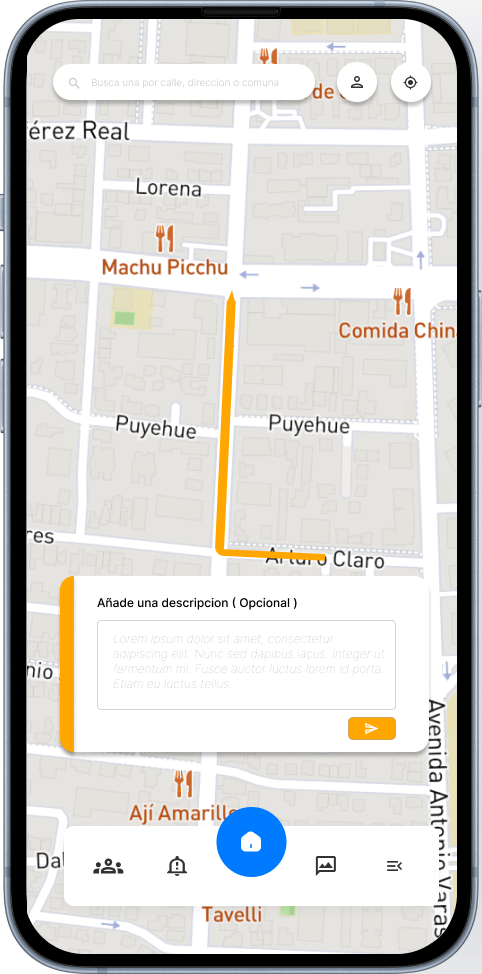 de
Busca una por calle, direccion o comuna
érez Real
Lorena
Machu Picchu
Comida Chin
Puyehue
Puyehue
res
Arturo Claro
Añade una descripcion ( Opcional )
Lorem ipsum dolor sit amet, consectetur
adipiscing elit. Nunc sed dapibus lacus, integer ut
fermentum mi. Fusce auctor luctus lorem id porta.
Etiam eu luctus tellus.
nio
Avenida Antonio Varas
Ají Amarillo
Dal
Tavelli